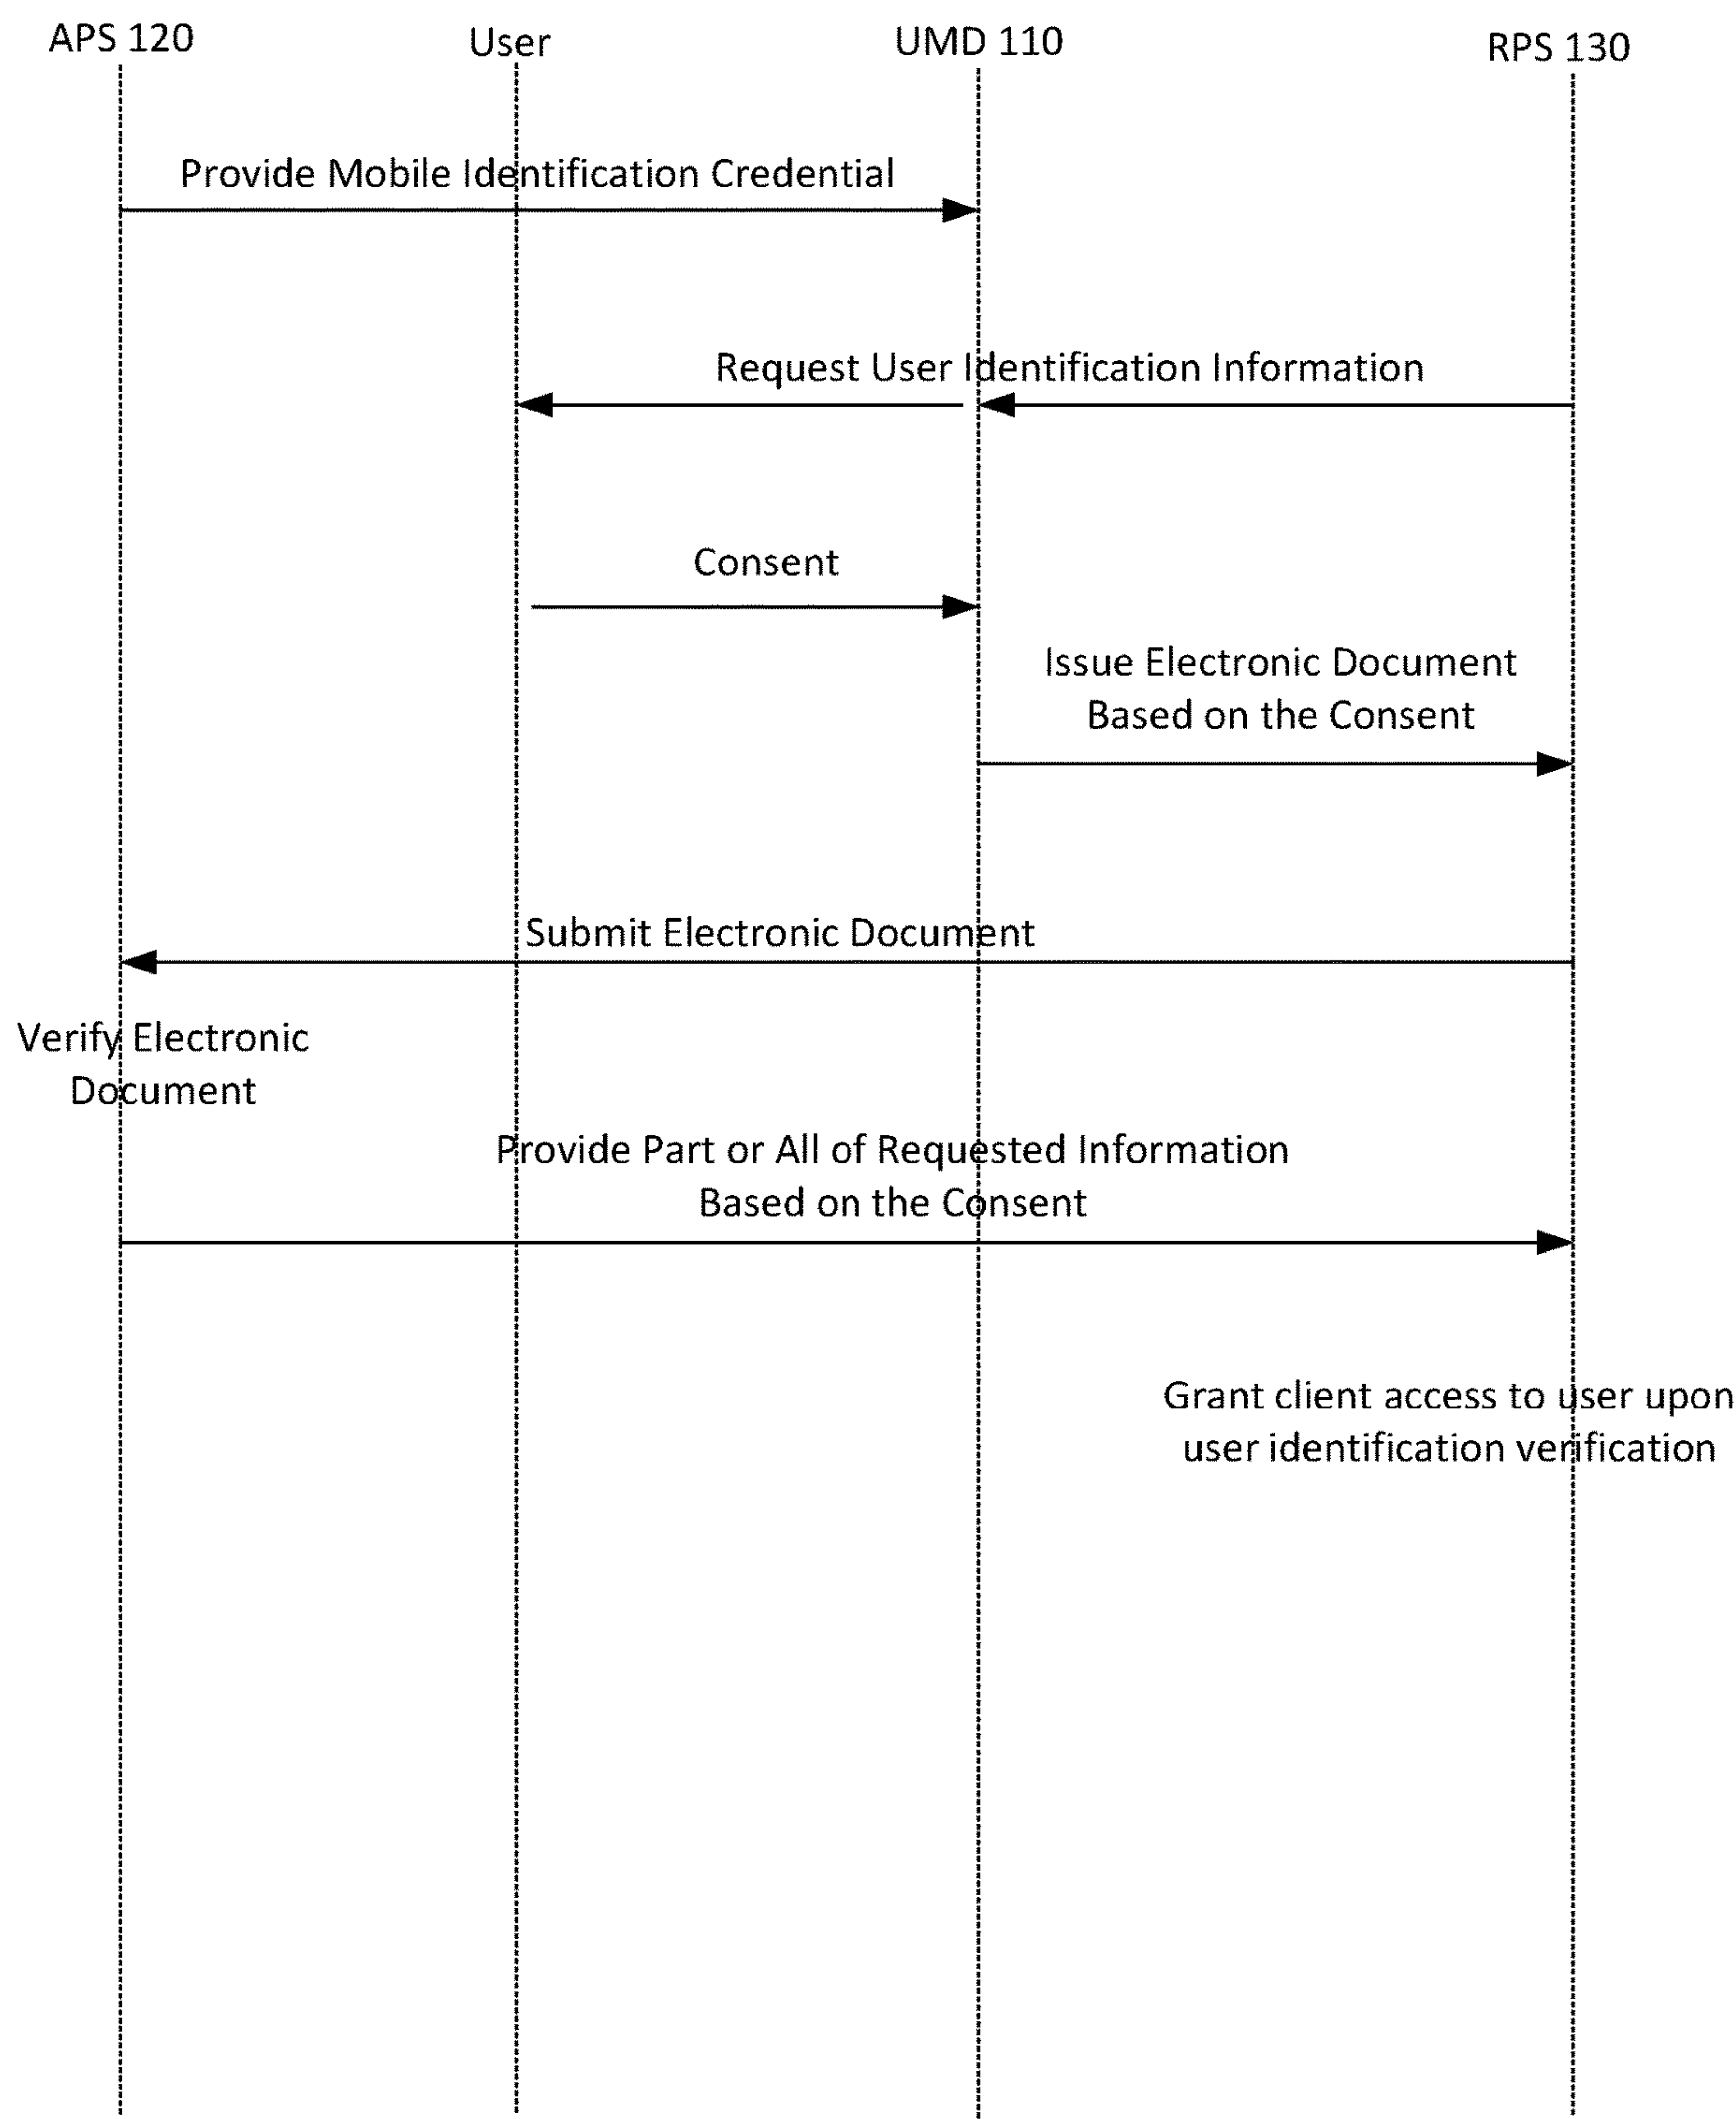 APS 120
User
UMD 110
RPS 130
Provide Mobile Identification Credential
Request User Identification Information
Consent
Issue Electronic Document
Based on the Consent
Submit Electronic Document
Verify Electronic
Document
Provide Part or All of Requested Information
Based on the Consent
Grant client access to user upon
user identification verification